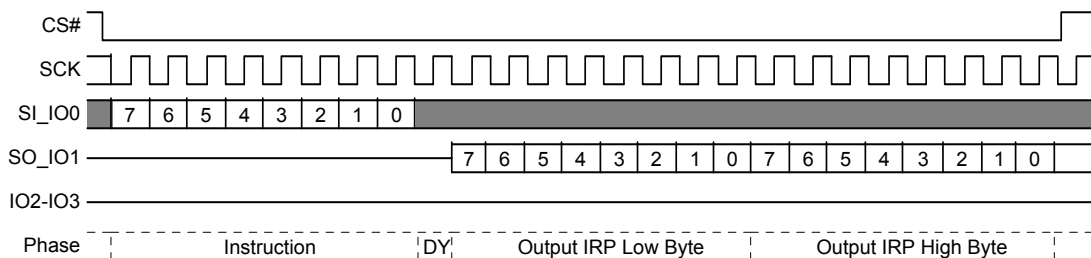 CS#
SCK
SI_IO0 7 6 5 4 3 2 1 0
SO_IO1 7 6 5 4 3 2 1 0 7 6 5 4 3 2 1 0
IO2-IO3
Phase Instruction DY Output IRP Low Byte Output IRP High Byte